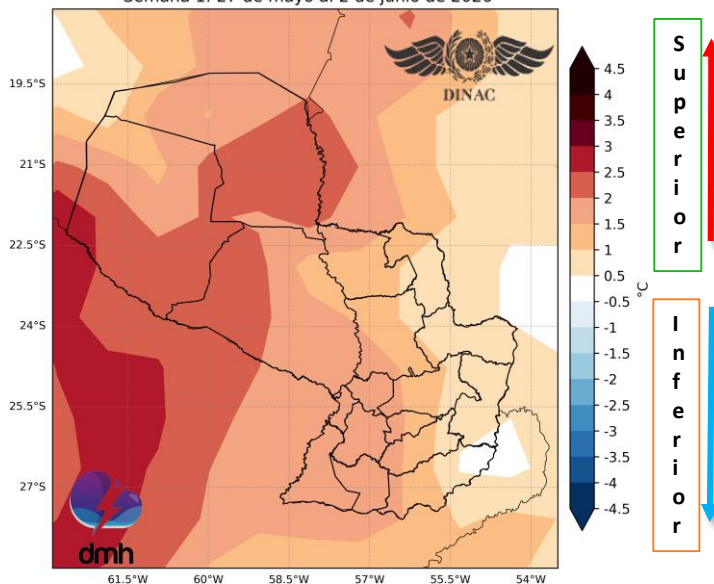 Semana 1: 27 de mayo al 2 de junio de 2026
DINAC
19.5°S
21°S
22.5°S
24°S
25.5°S
27°S
61.5°W
60°W
58.5°W
57°W
55.5°W
54°W
dmh
4.5
4
3.5
3
2.5
2
1.5
1
0.5
-0.5
-1
-1.5
-2
-2.5
-3
-3.5
-4
-4.5
°C
Superior
Inferior